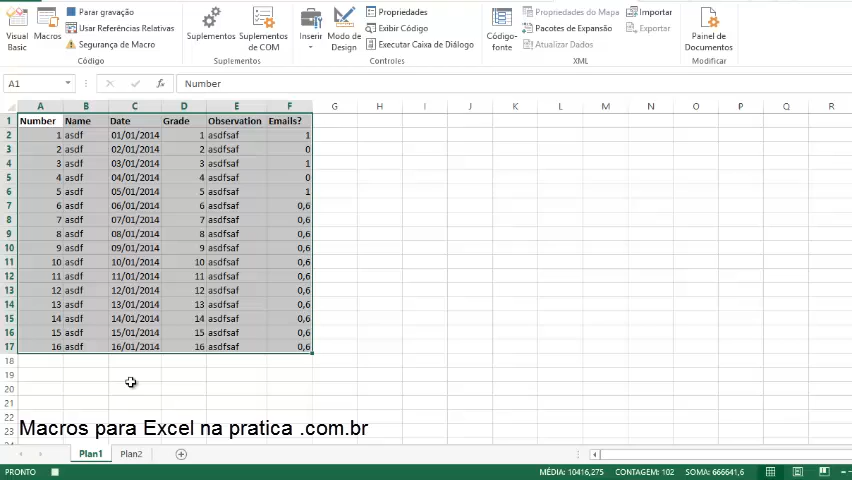 Visual Basic
Macros
Parar gravação
Usar Referências Relativas
Segurança de Macro
Código
Suplementos
Suplementos de COM
Suplementos
Inserir
Modo de Design
Propriedades
Exibir Código
Executar Caixa de Diálogo
Controles
Código-fonte
Propriedades do Mapa
Pacotes de Expansão
Atualizar Dados
Importar
Exportar
XML
Painel de Documentos
Modificar
A1 Number
A B C D E F G H I J K L M N O P Q R
1 Number Name Date Grade Observation Emails?
2 1 asdf 01/01/2014 1 asdfsaf 1
3 2 asdf 02/01/2014 2 asdfsaf 0
4 3 asdf 03/01/2014 3 asdfsaf 1
5 4 asdf 04/01/2014 4 asdfsaf 0
6 5 asdf 05/01/2014 5 asdfsaf 1
7 6 asdf 06/01/2014 6 asdfsaf 0,6
8 7 asdf 07/01/2014 7 asdfsaf 0,6
9 8 asdf 08/01/2014 8 asdfsaf 0,6
10 9 asdf 09/01/2014 9 asdfsaf 0,6
11 10 asdf 10/01/2014 10 asdfsaf 0,6
12 11 asdf 11/01/2014 11 asdfsaf 0,6
13 12 asdf 12/01/2014 12 asdfsaf 0,6
14 13 asdf 13/01/2014 13 asdfsaf 0,6
15 14 asdf 14/01/2014 14 asdfsaf 0,6
16 15 asdf 15/01/2014 15 asdfsaf 0,6
17 16 asdf 16/01/2014 16 asdfsaf 0,6
18
19
20
21
22
23
Macros para Excel na pratica .com.br
Plan1 Plan2
PRONTO MÉDIA: 10416,275 CONTAGEM: 102 SOMA: 666641,6